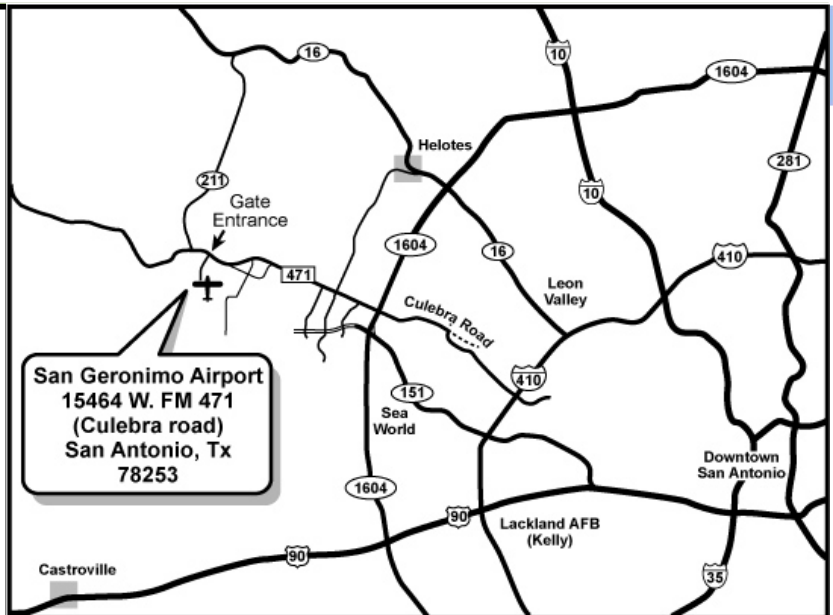 10
16
1604
Helotes
281
211
10
Gate
Entrance
1604
16
410
471
Leon
Valley
Culebra Road
San Geronimo Airport
15464 W. FM 471
(Culebra road)
San Antonio, Tx
78253
410
151
Sea
World
Downtown
San Antonio
1604
90
Lackland AFB
(Kelly)
90
Castroville
35